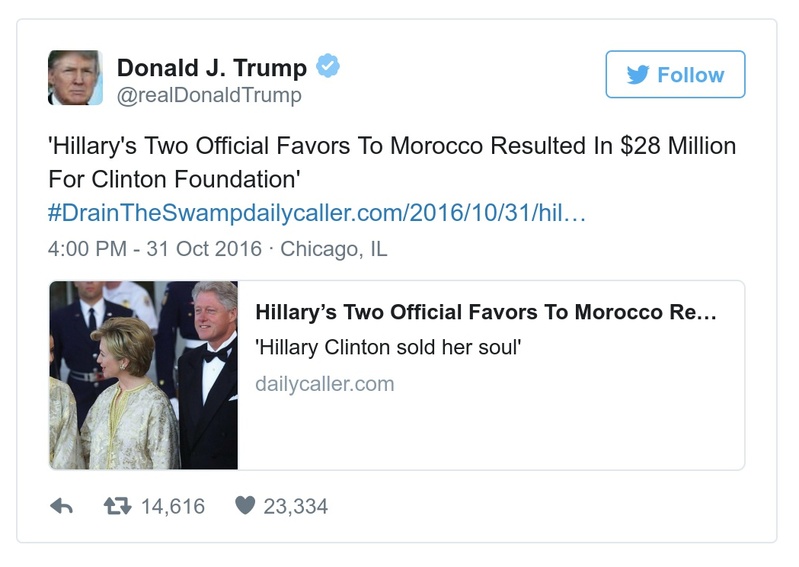 Donald J. Trump
@realDonaldTrump
Follow
'Hillary's Two Official Favors To Morocco Resulted In $28 Million
For Clinton Foundation'
#DrainTheSwampdailycaller.com/2016/10/31/hil…
4:00 PM - 31 Oct 2016 · Chicago, IL
Hillary’s Two Official Favors To Morocco Re…
'Hillary Clinton sold her soul'
dailycaller.com
14,616 23,334